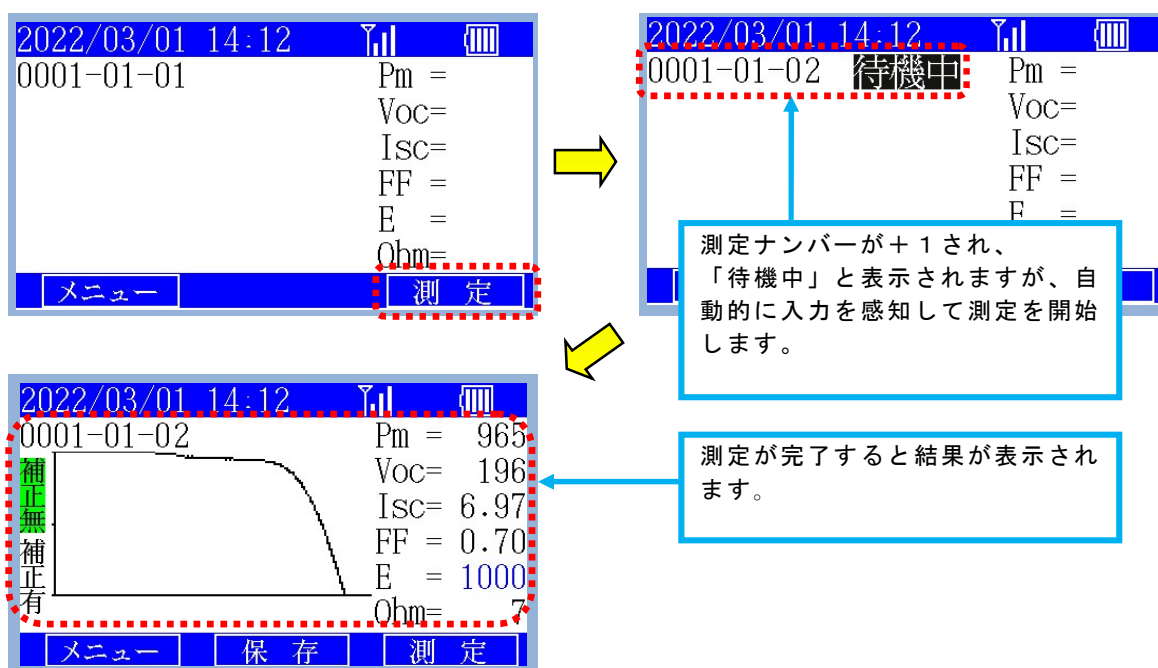 2022/03/01 14:12
0001-01-01
Pm =
Voc=
Isc=
FF =
E =
Ohm=
メニュー
測 定
2022/03/01 14:12
0001-01-02 待機中
Pm =
Voc=
Isc=
FF =
E =
測定ナンバーが+1され、
「待機中」と表示されますが、自
動的に入力を感知して測定を開始
します。
2022/03/01 14:12
0001-01-02
補正無
補正有
Pm = 965
Voc= 196
Isc= 6.97
FF = 0.70
E = 1000
Ohm= 7
メニュー
保 存
測 定
測定が完了すると結果が表示され
ます。